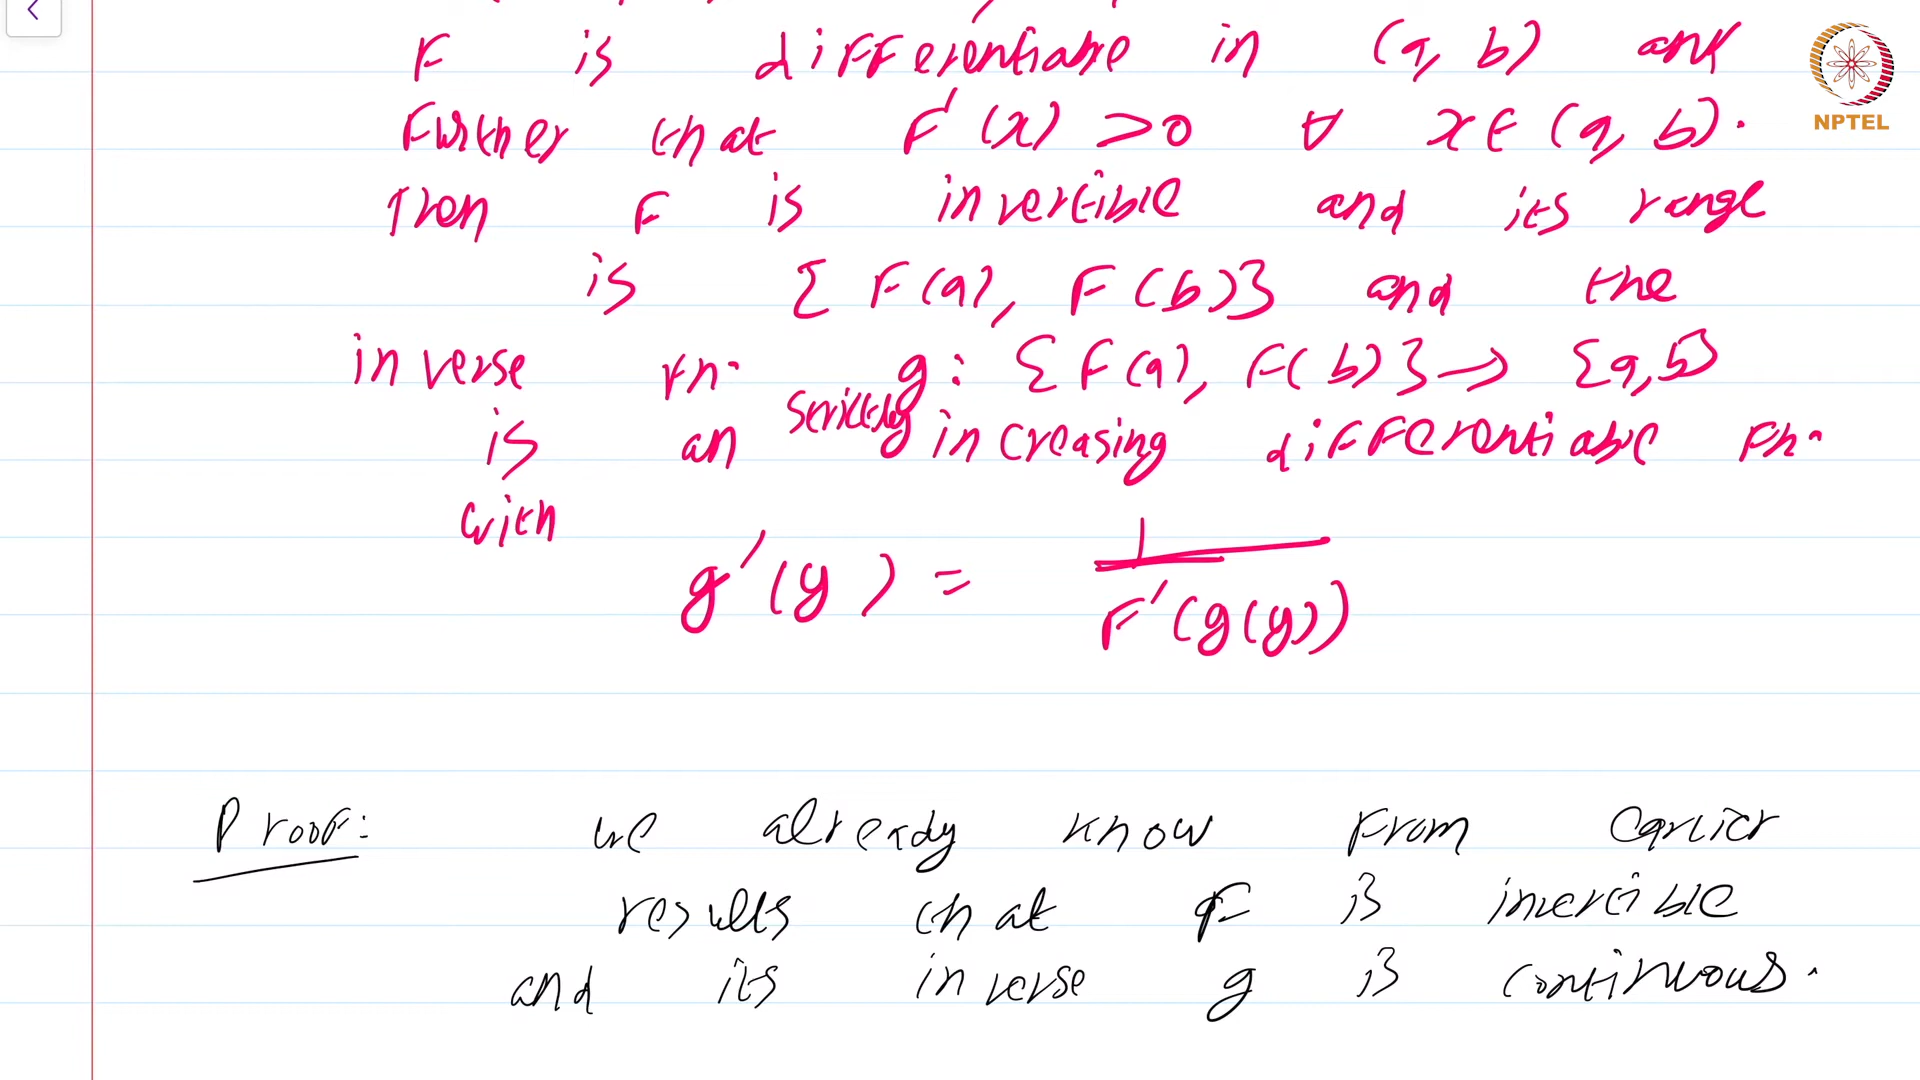 F is differentiable in (a, b) and
Further that F'(x) > 0 ∀ x ∈ (a, b).
Then F is invertible and its range
is [F(a), F(b)] and the
inverse Fn. g: [F(a), F(b)] → [a, b]
is an strictly increasing differentiable Fn.
with
g'(y) = 1 / F'(g(y))
Proof: we already know From earlier
results that F is invertible
and its inverse g is continuous.
NPTEL